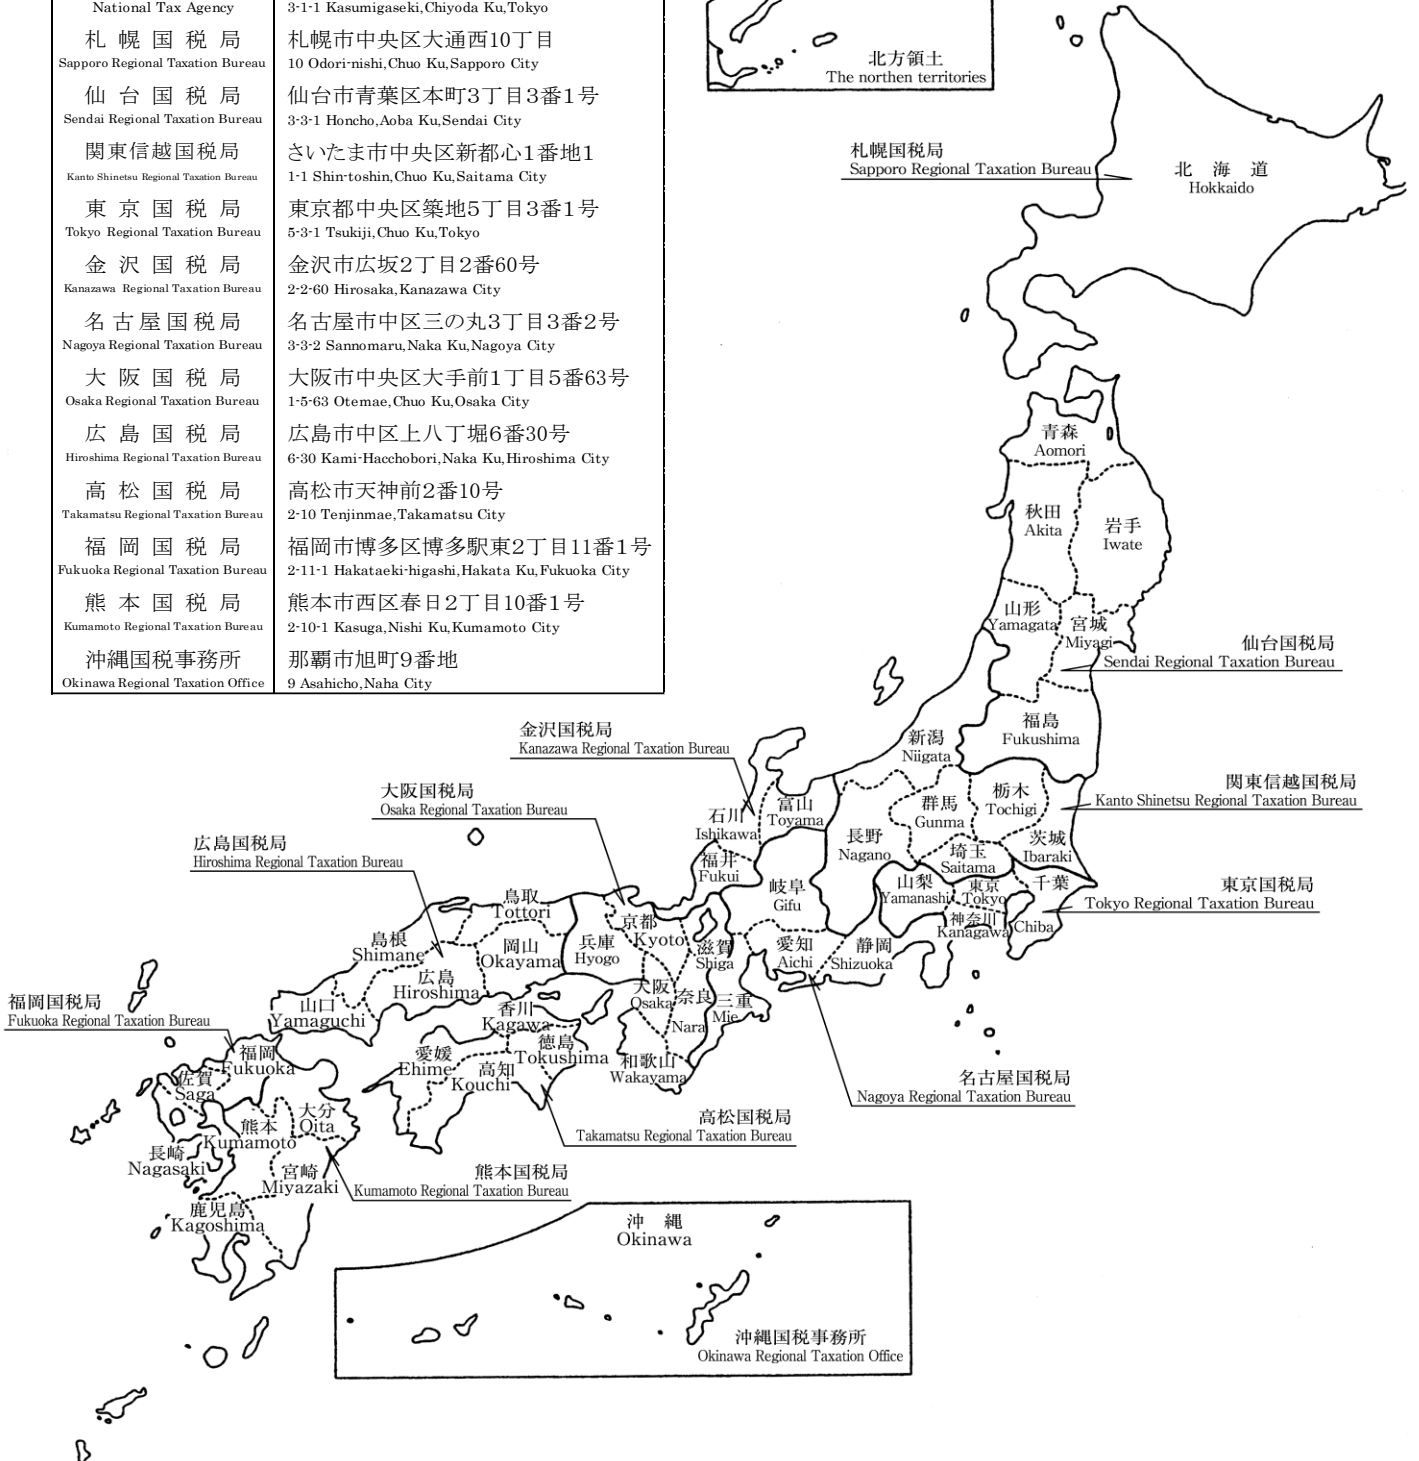 National Tax Agency 3-1-1 Kasumigaseki,Chiyoda Ku,Tokyo
札幌国税局 札幌市中央区大通西10丁目
Sapporo Regional Taxation Bureau 10 Odori-nishi,Chuo Ku,Sapporo City
仙台国税局 仙台市青葉区本町3丁目3番1号
Sendai Regional Taxation Bureau 3-3-1 Honcho,Aoba Ku,Sendai City
関東信越国税局 さいたま市中央区新都心1番地1
Kanto Shinetsu Regional Taxation Bureau 1-1 Shin-toshin,Chuo Ku,Saitama City
東京国税局 東京都中央区築地5丁目3番1号
Tokyo Regional Taxation Bureau 5-3-1 Tsukiji,Chuo Ku,Tokyo
金沢国税局 金沢市広坂2丁目2番60号
Kanazawa Regional Taxation Bureau 2-2-60 Hirosaka,Kanazawa City
名古屋国税局 名古屋市中区三の丸3丁目3番2号
Nagoya Regional Taxation Bureau 3-3-2 Sannomaru,Naka Ku,Nagoya City
大阪国税局 大阪市中央区大手前1丁目5番63号
Osaka Regional Taxation Bureau 1-5-63 Otemae,Chuo Ku,Osaka City
広島国税局 広島市中区上八丁堀6番30号
Hiroshima Regional Taxation Bureau 6-30 Kami-Hacchobori,Naka Ku,Hiroshima City
高松国税局 高松市天神前2番10号
Takamatsu Regional Taxation Bureau 2-10 Tenjinmae,Takamatsu City
福岡国税局 福岡市博多区博多駅東2丁目11番1号
Fukuoka Regional Taxation Bureau 2-11-1 Hakataeki-higashi,Hakata Ku,Fukuoka City
熊本国税局 熊本市西区春日2丁目10番1号
Kumamoto Regional Taxation Bureau 2-10-1 Kasuga,Nishi Ku,Kumamoto City
沖縄国税事務所 那覇市旭町9番地
Okinawa Regional Taxation Office 9 Asahicho,Naha City
北方領土
The northen territories
札幌国税局
Sapporo Regional Taxation Bureau
北海道
Hokkaido
青森
Aomori
秋田
Akita
岩手
Iwate
山形
Yamagata
宮城
Miyagi
仙台国税局
Sendai Regional Taxation Bureau
福島
Fukushima
新潟
Niigata
金沢国税局
Kanazawa Regional Taxation Bureau
関東信越国税局
Kanto Shinetsu Regional Taxation Bureau
栃木
Tochigi
群馬
Gunma
茨城
Ibaraki
埼玉
Saitama
長野
Nagano
富山
Toyama
石川
Ishikawa
福井
Fukui
大阪国税局
Osaka Regional Taxation Bureau
広島国税局
Hiroshima Regional Taxation Bureau
東京国税局
Tokyo Regional Taxation Bureau
千葉
Chiba
東京
Tokyo
神奈川
Kanagawa
山梨
Yamanashi
岐阜
Gifu
愛知
Aichi
静岡
Shizuoka
三重
Mie
名古屋国税局
Nagoya Regional Taxation Bureau
滋賀
Shiga
京都
Kyoto
兵庫
Hyogo
大阪
Osaka
奈良
Nara
和歌山
Wakayama
鳥取
Tottori
島根
Shimane
岡山
Okayama
広島
Hiroshima
山口
Yamaguchi
香川
Kagawa
徳島
Tokushima
愛媛
Ehime
高知
Kouchi
高松国税局
Takamatsu Regional Taxation Bureau
福岡国税局
Fukuoka Regional Taxation Bureau
福岡
Fukuoka
佐賀
Saga
長崎
Nagasaki
熊本
Kumamoto
大分
Oita
宮崎
Miyazaki
鹿児島
Kagoshima
熊本国税局
Kumamoto Regional Taxation Bureau
沖縄
Okinawa
沖縄国税事務所
Okinawa Regional Taxation Office